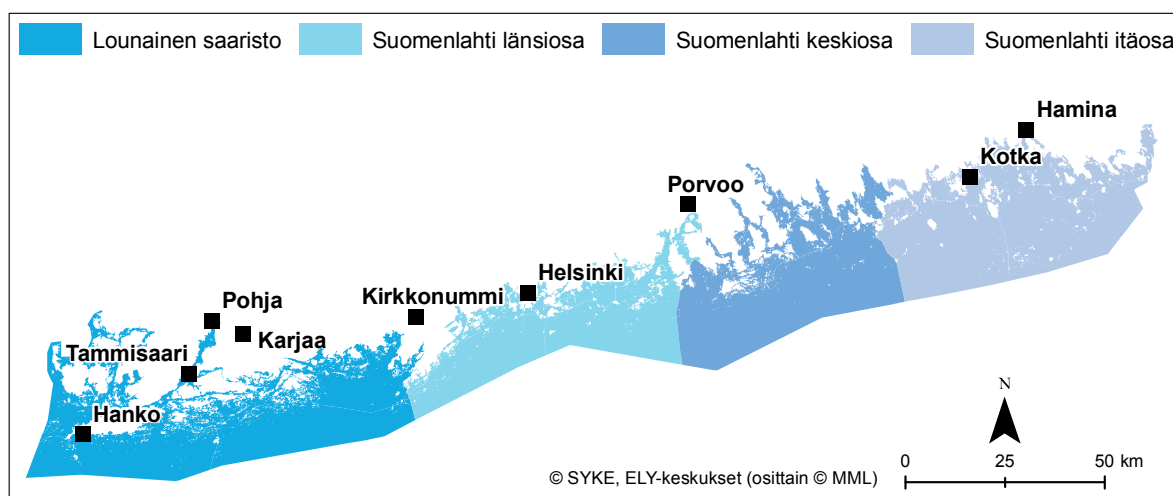 Lounainen saaristo
Suomenlahti länsiosa
Suomenlahti keskiosa
Suomenlahti itäosa
Hamina
Kotka
Porvoo
Helsinki
Kirkkonummi
Pohja
Karjaa
Tammisaari
Hanko
N
© SYKE, ELY-keskukset (osittain © MML)
0 25 50 km